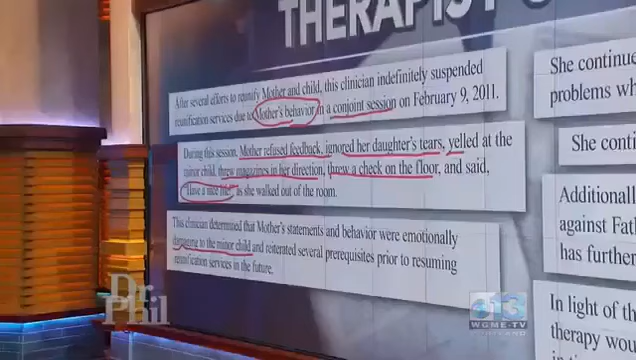 THERAPIST
After several efforts to reunify Mother and child, this clinician indefinitely suspended
reunification services due to Mother's behavior in a conjoint session on February 9, 2011.
During this session, Mother refused feedback, ignored her daughter's tears, yelled at the
minor child, threw magazines in her direction, threw a check on the floor, and said,
"Have a nice life", as she walked out of the room.
This clinician determined that Mother's statements and behavior were emotionally
damaging to the minor child and reiterated several prerequisites prior to resuming
reunification services in the future.
She continue
problems wh
She conti
Additionall
against Fath
has further
In light of th
therapy wou
Dr. Phil
13
WGME-TV